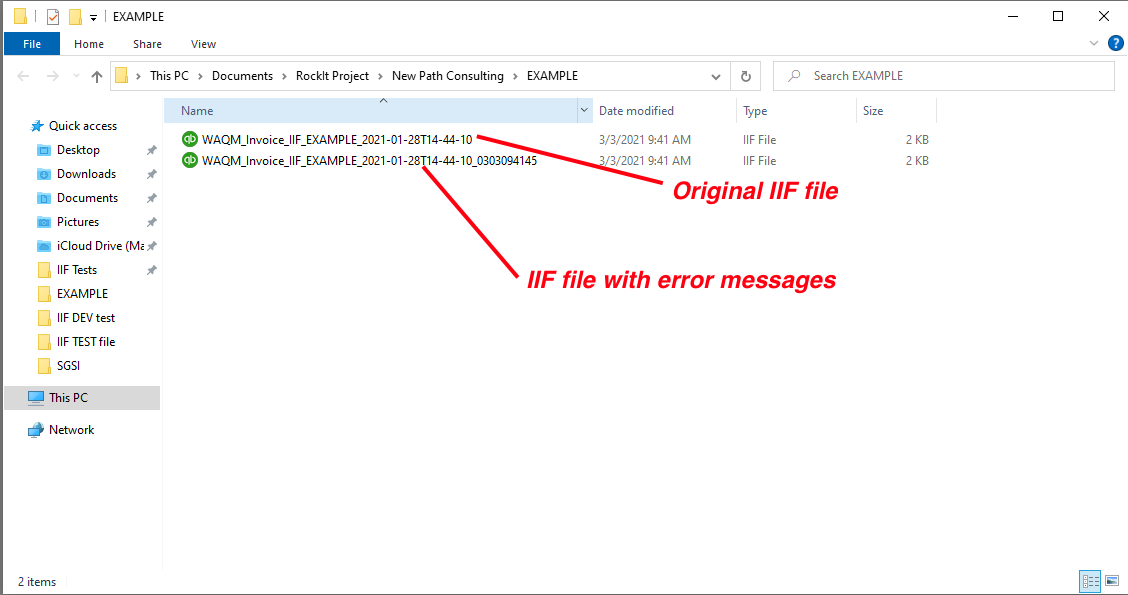 EXAMPLE
File Home Share View
This PC > Documents > RockIt Project > New Path Consulting > EXAMPLE
Search EXAMPLE
Name Date modified Type Size
WAQM_Invoice_IIF_EXAMPLE_2021-01-28T14-44-10 3/3/2021 9:41 AM IIF File 2 KB
WAQM_Invoice_IIF_EXAMPLE_2021-01-28T14-44-10_0303094145 3/3/2021 9:41 AM IIF File 2 KB
Original IIF file
IIF file with error messages
Quick access
Desktop
Downloads
Documents
Pictures
iCloud Drive (Ma
IIF Tests
EXAMPLE
IIF DEV test
IIF TEST file
SGSI
This PC
Network
2 items